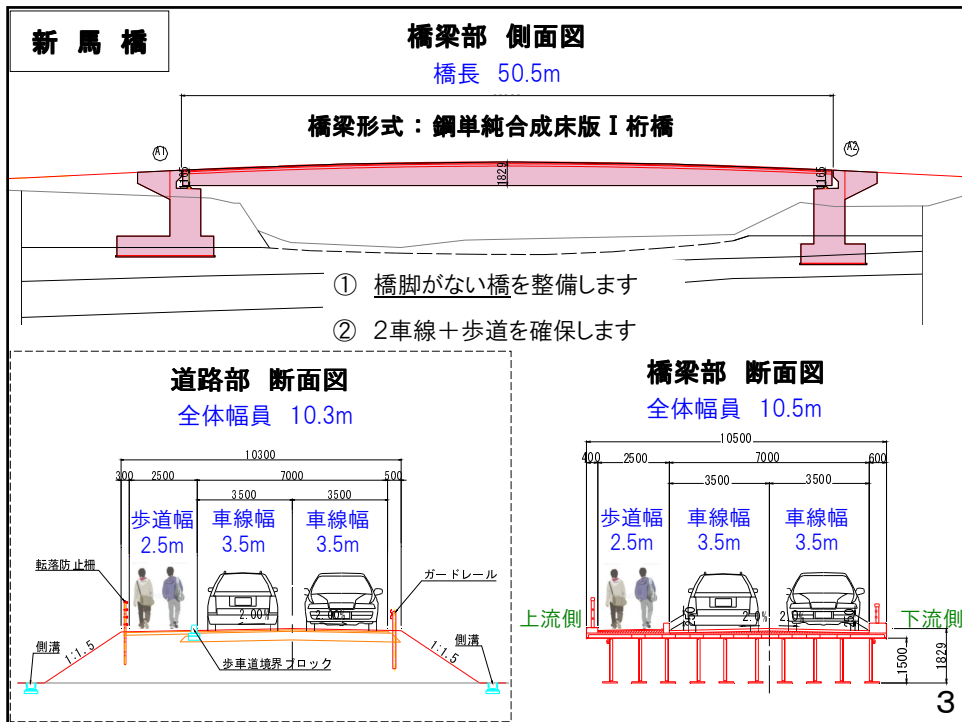 新 馬 橋
橋梁部 側面図
橋長 50.5m
橋梁形式：鋼単純合成床版Ⅰ桁橋
A1
A2
1165
1829
1165
① 橋脚がない橋を整備します
② 2車線＋歩道を確保します
道路部 断面図
全体幅員 10.3m
10300
300 2500 7000 500
3500 3500
歩道幅 車線幅 車線幅
2.5m 3.5m 3.5m
転落防止柵
ガードレール
2.00% 2.00%
側溝
1:1.5
1:1.5
側溝
歩車道境界ブロック
橋梁部 断面図
全体幅員 10.5m
10500
400 2500 7000 600
3500 3500
歩道幅 車線幅 車線幅
2.5m 3.5m 3.5m
上流側
250
2.0% 2.0%
250
下流側
1500
1829
3